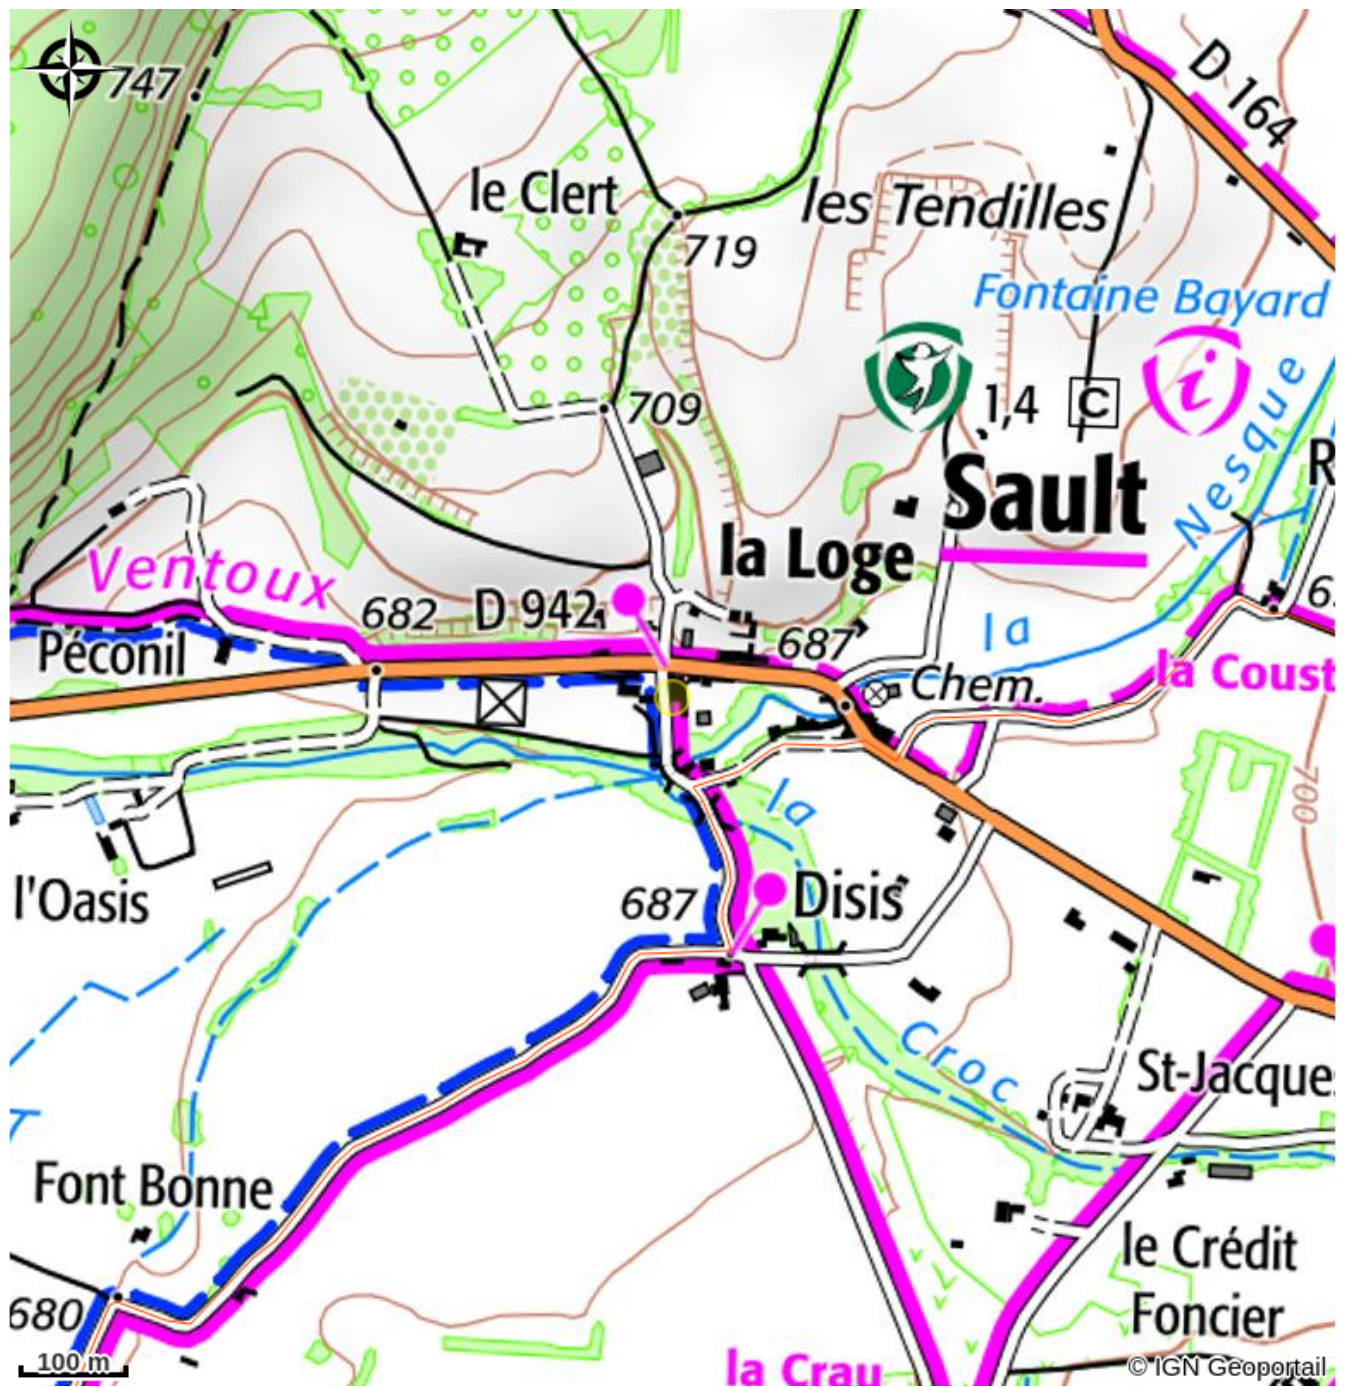 747
D 164
le Clert
les Tendilles
719
Fontaine Bayard
i
709
1,4
C
Nesque
R
Sault
la Loge
Ventoux
682
D 942
687
la
6
Péconil
Chem.
la Coust
700
la
l'Oasis
687
Disis
Croc
St-Jacque
Font Bonne
le Crédit
Foncier
680
100 m
la Crau
© IGN Geoportail